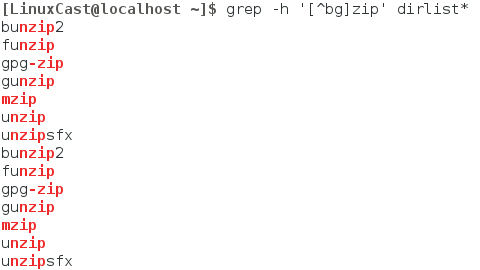 [LinuxCast@localhost ~]$ grep -h '[^bg]zip' dirlist*
bunzip2
funzip
gpg-zip
gunzip
mzip
unzip
unzipsfx
bunzip2
funzip
gpg-zip
gunzip
mzip
unzip
unzipsfx